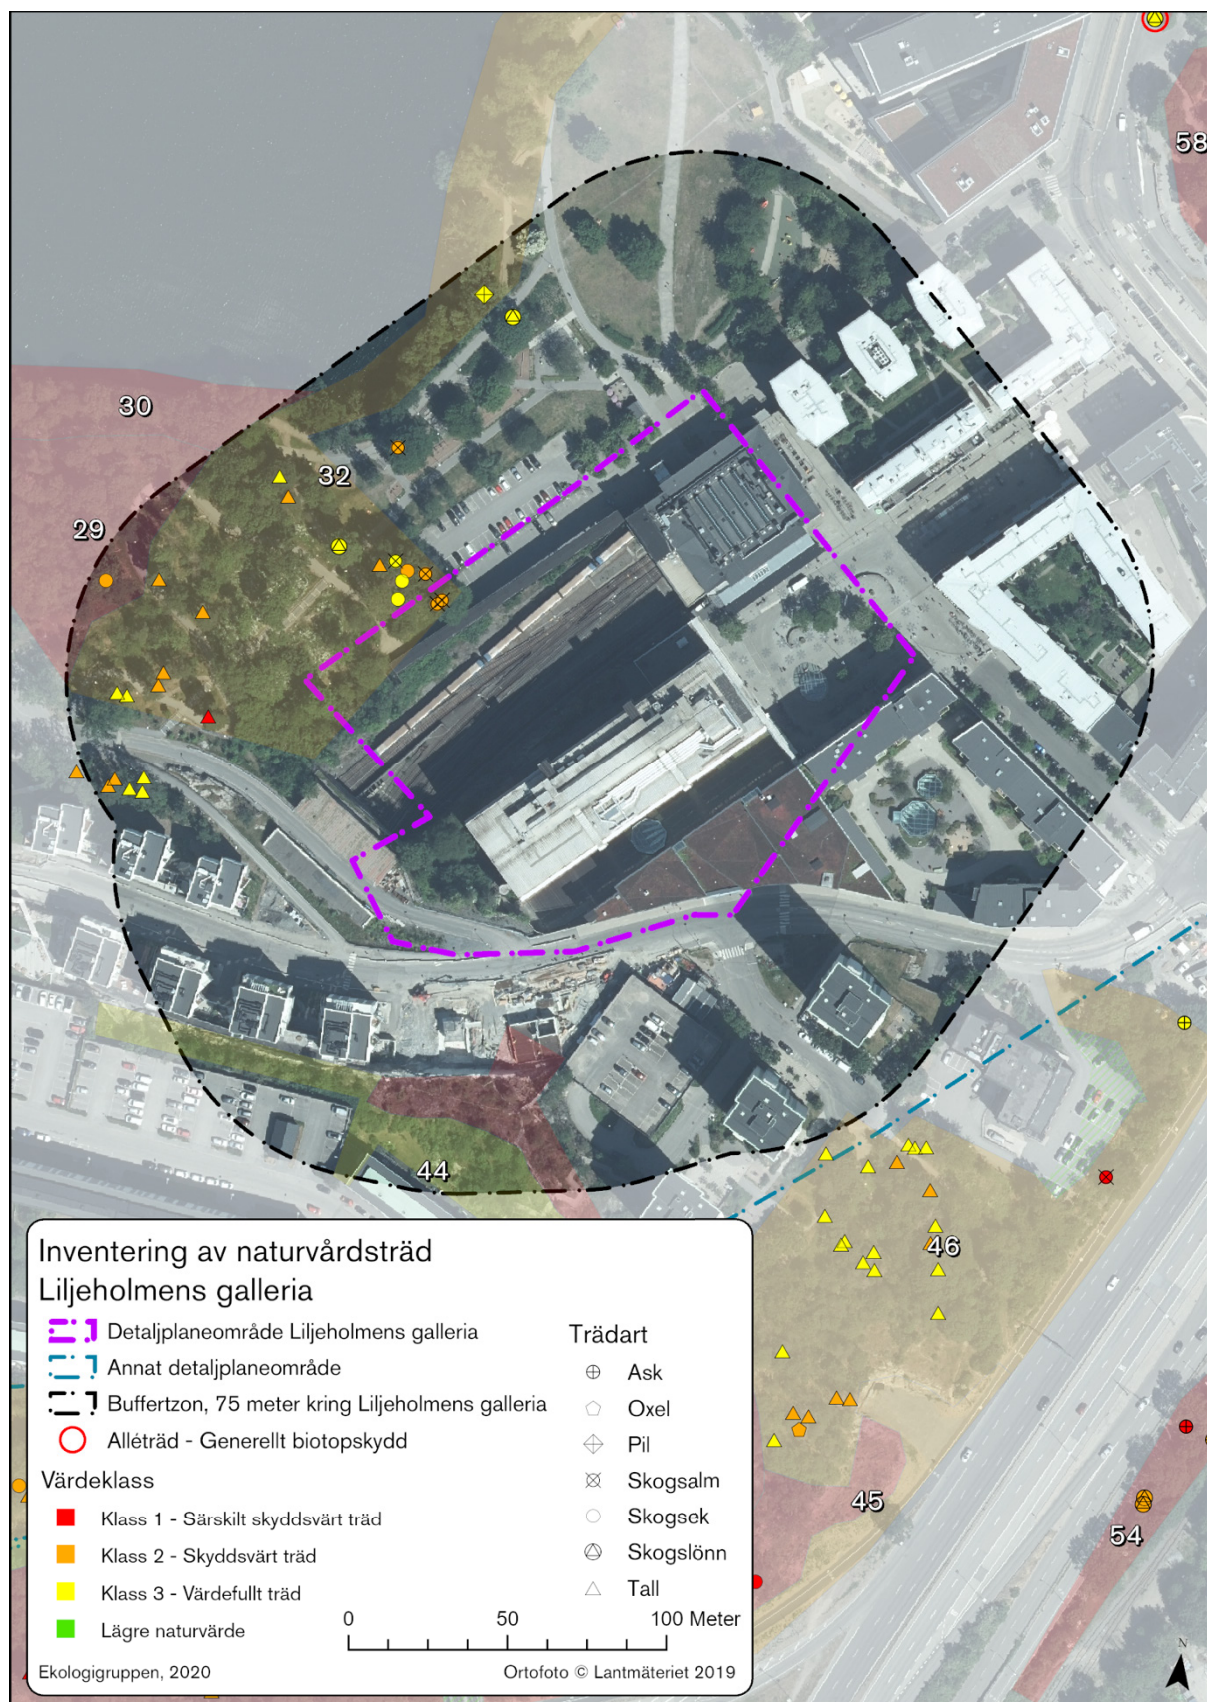 58
30
32
29
44
46
45
54
Inventering av naturvårdsträd
Liljeholmens galleria
Detaljplaneområde Liljeholmens galleria
Annat detaljplaneområde
Buffertzon, 75 meter kring Liljeholmens galleria
Alléträd - Generellt biotopskydd
Värdeklass
Klass 1 - Särskilt skyddsvärt träd
Klass 2 - Skyddsvärt träd
Klass 3 - Värdefullt träd
Lägre naturvärde
Trädart
Ask
Oxel
Pil
Skogsalm
Skogsek
Skogslönn
Tall
0 50 100 Meter
Ekologigruppen, 2020
Ortofoto © Lantmäteriet 2019
N